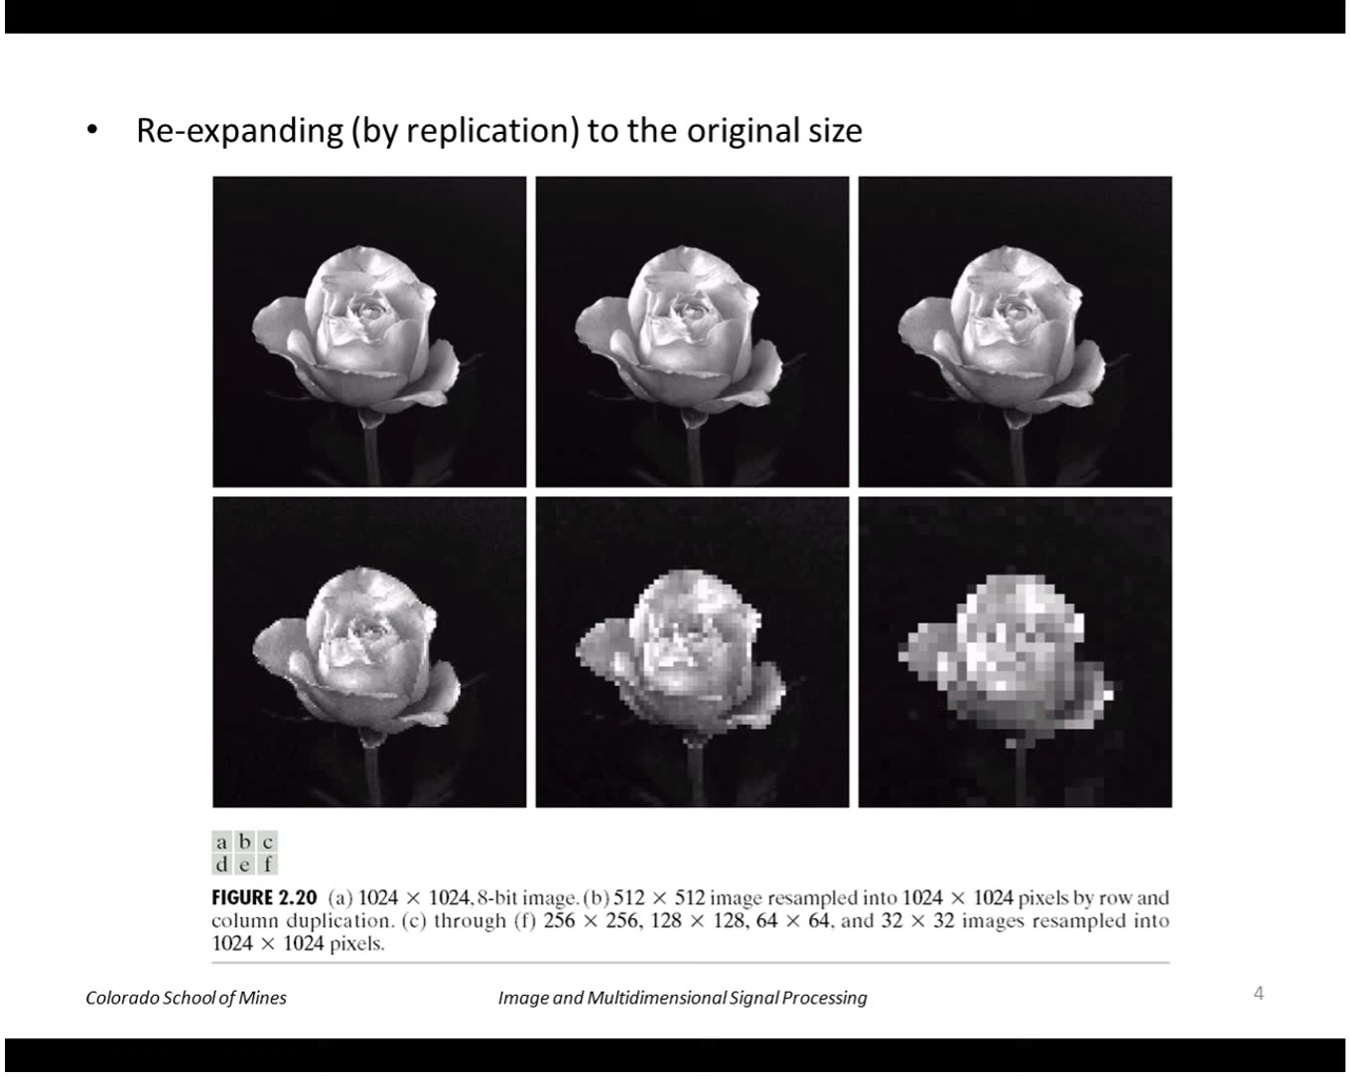 • Re-expanding (by replication) to the original size
a b c
d e f
FIGURE 2.20 (a) 1024 × 1024, 8-bit image. (b) 512 × 512 image resampled into 1024 × 1024 pixels by row and
column duplication. (c) through (f) 256 × 256, 128 × 128, 64 × 64, and 32 × 32 images resampled into
1024 × 1024 pixels.
Colorado School of Mines Image and Multidimensional Signal Processing 4